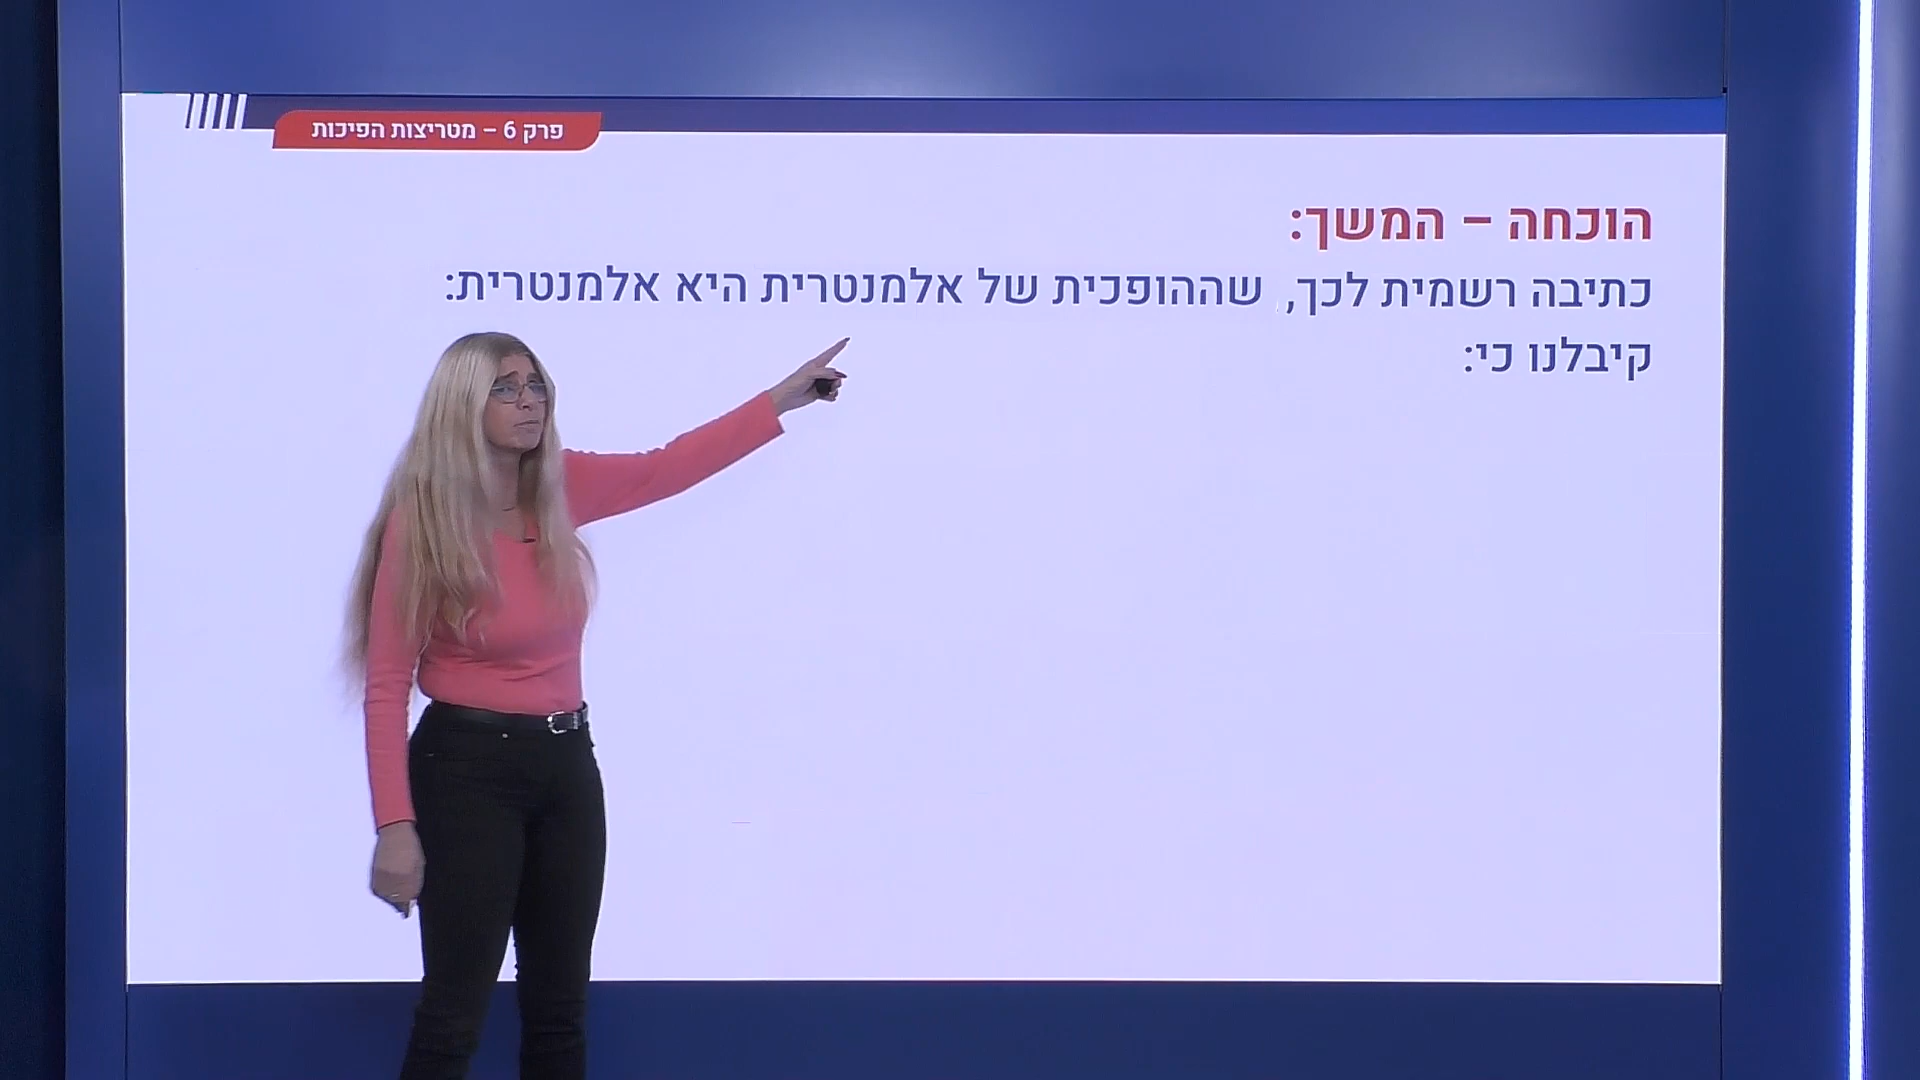 פרק 6 – מטריצות הפיכות
הוכחה – המשך:
כתיבה רשמית לכך, שההופכית של אלמנטרית היא אלמנטרית:
קיבלנו כי: